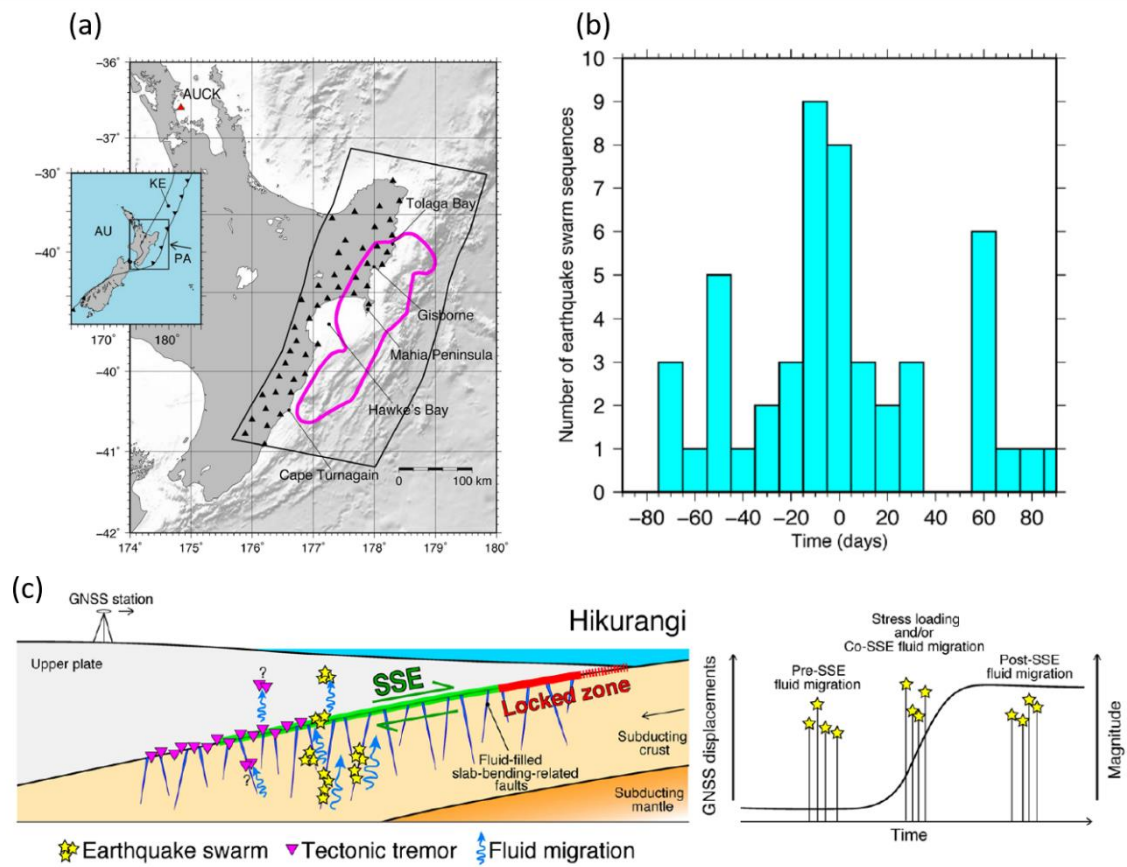 (a)
−36°
AUCK
−37°
−30°
KE
AU
PA
−40°
170°
180°
Tolaga Bay
Gisborne
Mahia Peninsula
−40°
Hawke's Bay
−41°
Cape Turnagain
0
100 km
−42°
174°
175°
176°
177°
178°
179°
180°
(b)
Number of earthquake swarm sequences
10
9
8
7
6
5
4
3
2
1
0
−80
−60
−40
−20
0
20
40
60
80
Time (days)
(c)
GNSS station
Hikurangi
Upper plate
?
SSE
Locked zone
?
Fluid-filled
slab-bending-related
faults
Subducting
crust
Subducting
mantle
Earthquake swarm
Tectonic tremor
Fluid migration
GNSS displacements
Pre-SSE
fluid migration
Stress loading
and/or
Co-SSE fluid migration
Post-SSE
fluid migration
Magnitude
Time